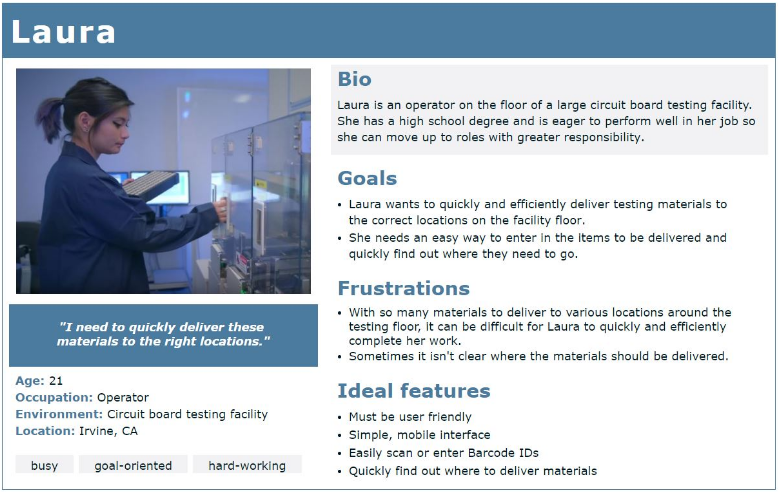 Laura
"I need to quickly deliver these
materials to the right locations."
Age: 21
Occupation: Operator
Environment: Circuit board testing facility
Location: Irvine, CA
busy
goal-oriented
hard-working
Bio
Laura is an operator on the floor of a large circuit board testing facility.
She has a high school degree and is eager to perform well in her job so
she can move up to roles with greater responsibility.
Goals
• Laura wants to quickly and efficiently deliver testing materials to
the correct locations on the facility floor.
• She needs an easy way to enter in the items to be delivered and
quickly find out where they need to go.
Frustrations
• With so many materials to deliver to various locations around the
testing floor, it can be difficult for Laura to quickly and efficiently
complete her work.
• Sometimes it isn't clear where the materials should be delivered.
Ideal features
• Must be user friendly
• Simple, mobile interface
• Easily scan or enter Barcode IDs
• Quickly find out where to deliver materials